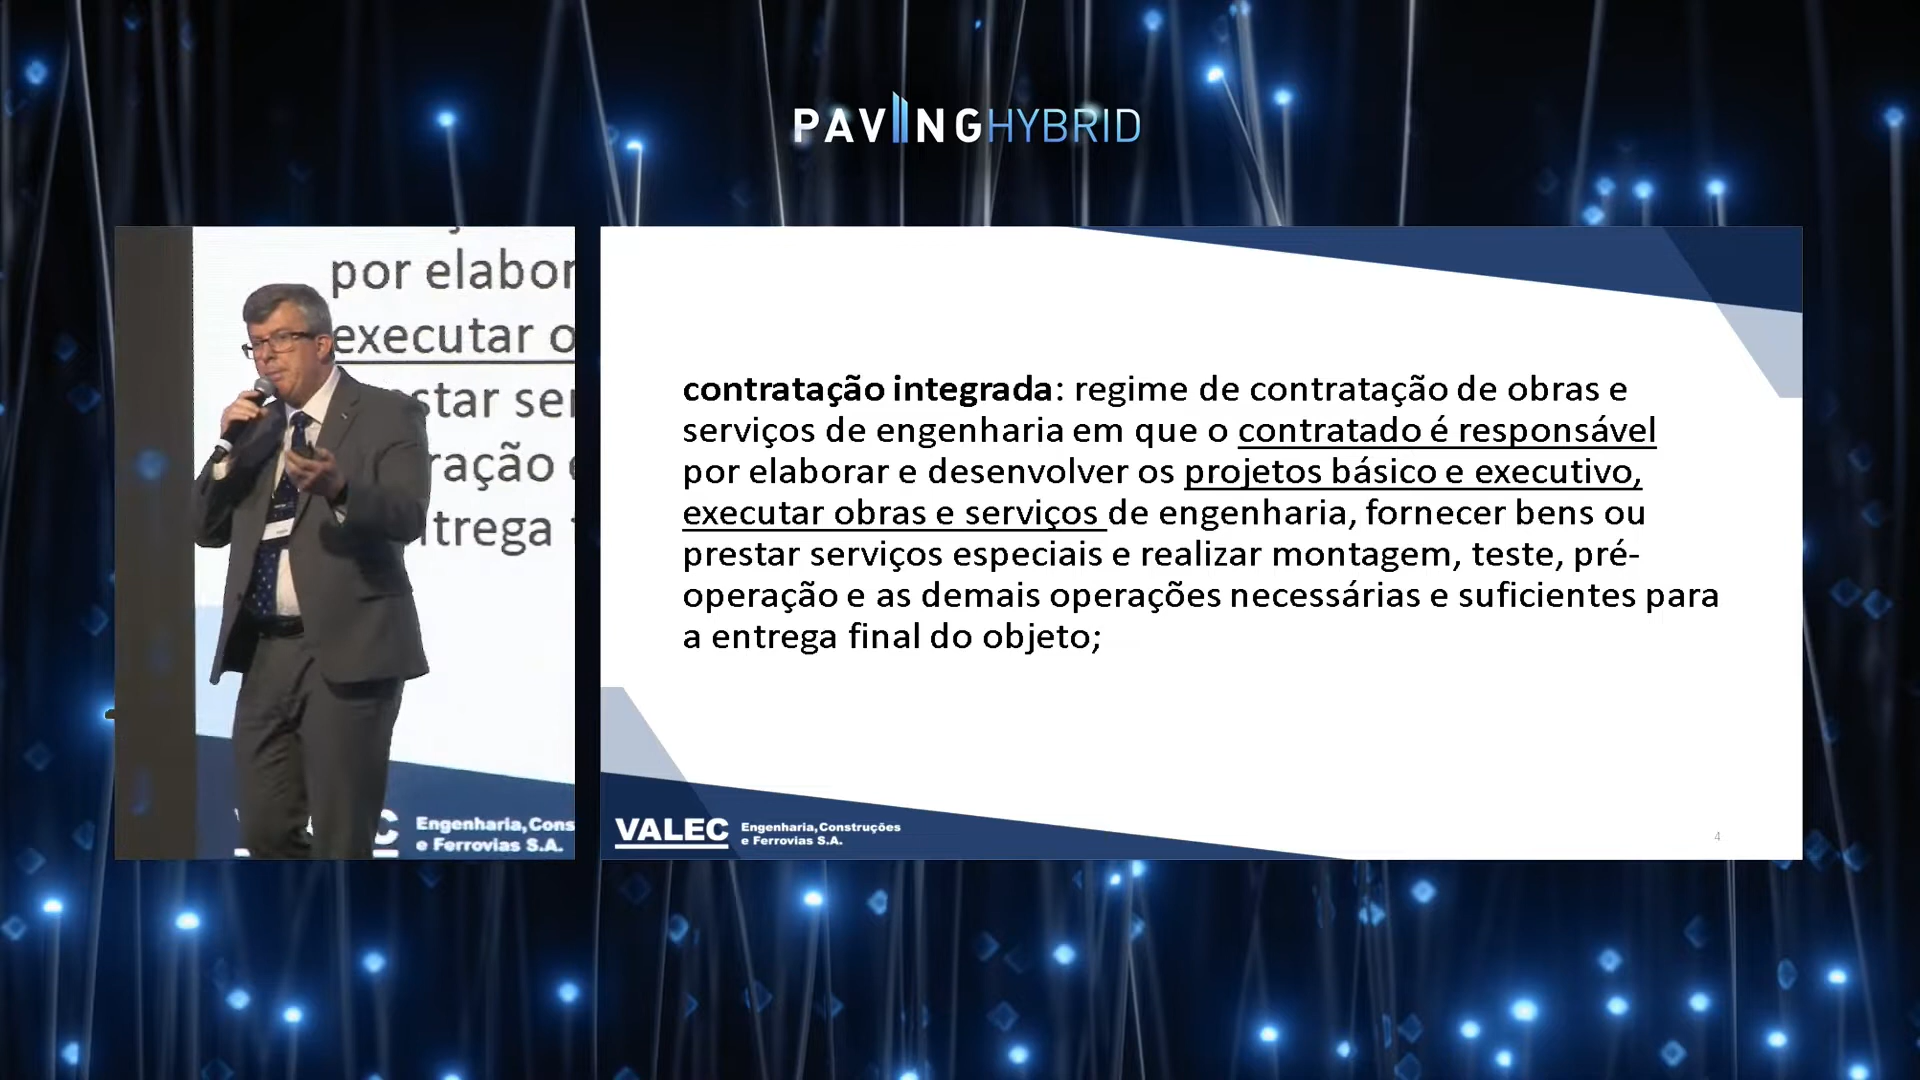 PAVINGHYBRID
por elabor
executar o
star ser
ração
trega
C
Engenharia, Cons
e Ferrovias S.A.
contratação integrada: regime de contratação de obras e
serviços de engenharia em que o contratado é responsável
por elaborar e desenvolver os projetos básico e executivo,
executar obras e serviços de engenharia, fornecer bens ou
prestar serviços especiais e realizar montagem, teste, pré-
operação e as demais operações necessárias e suficientes para
a entrega final do objeto;
VALEC
Engenharia, Construções
e Ferrovias S.A.
4